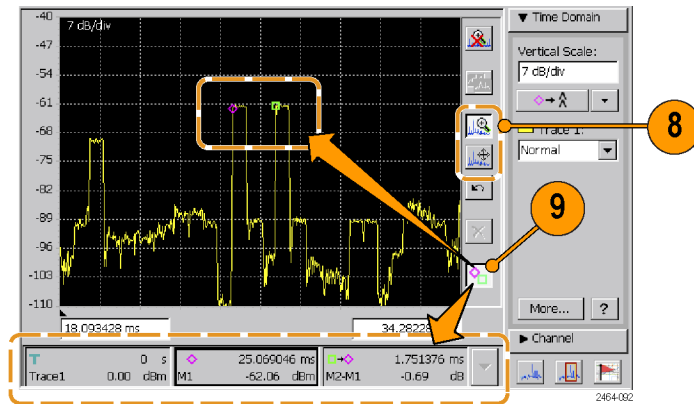 -40
7 dB/div
-47
-54
-61
-68
-75
-82
-89
-96
-103
-110
18.093428 ms
34.28228
▼ Time Domain
Vertical Scale:
7 dB/div
Trace 1:
Normal
More...
?
► Channel
8
9
T 0 s
Trace1 0.00 dBm
25.069046 ms
M1 -62.06 dBm
1.751376 ms
M2-M1 -0.69 dB
2464-092